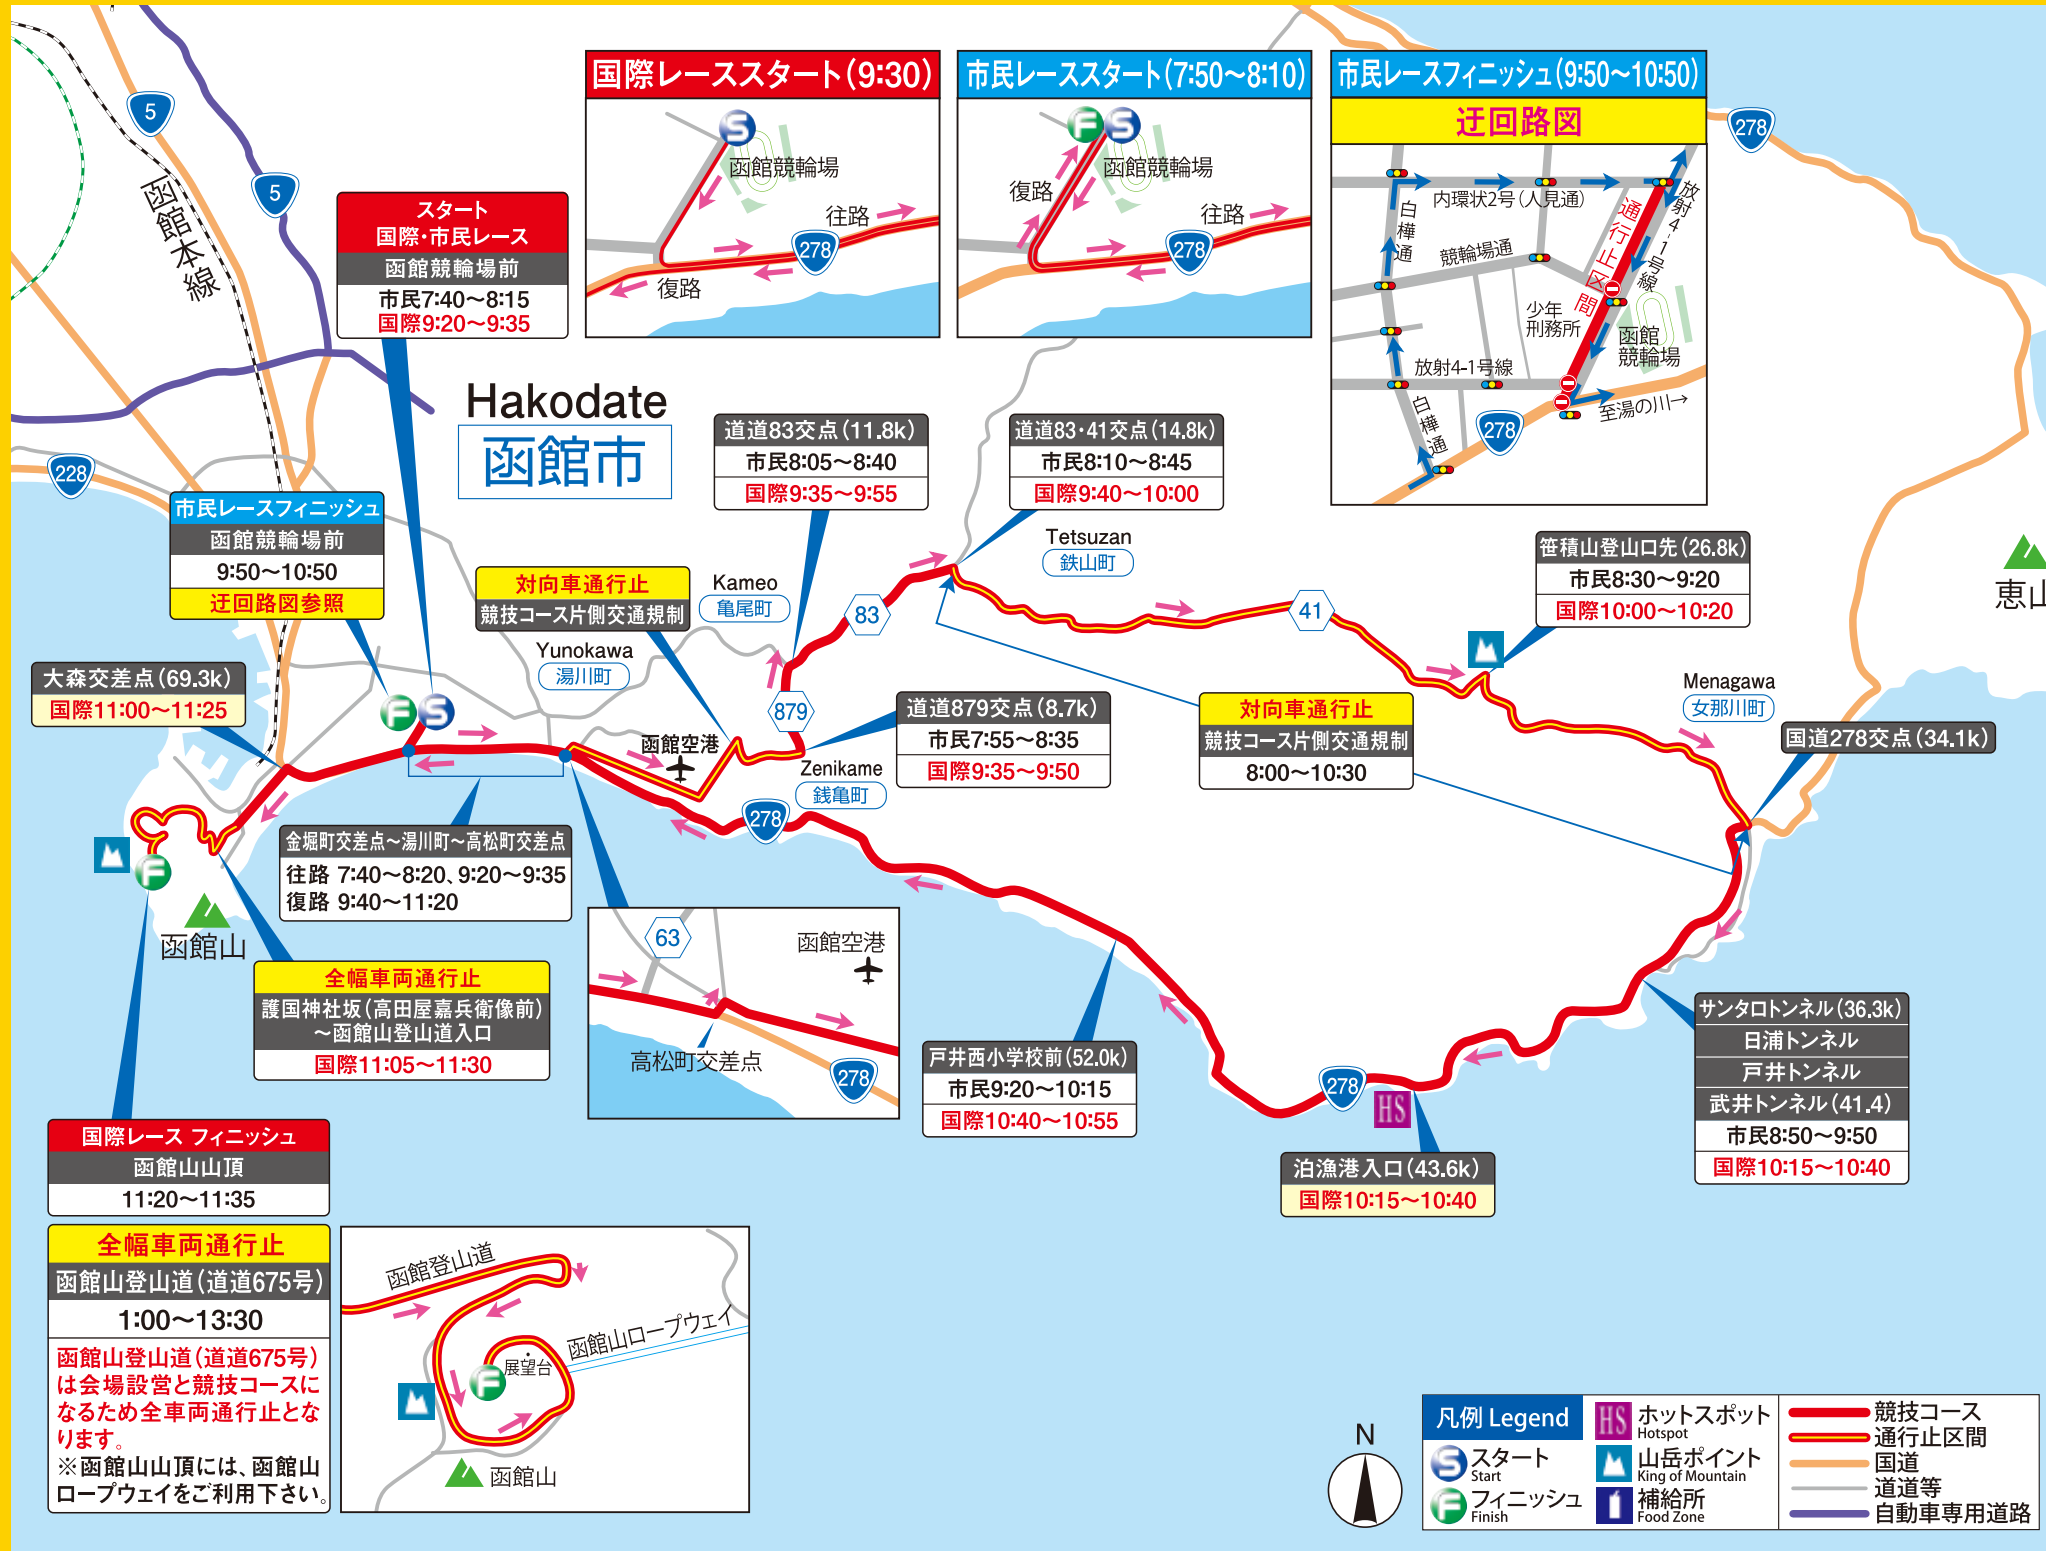 国際レーススタート(9:30)
函館競輪場
往路
278
復路
市民レーススタート(7:50～8:10)
函館競輪場
復路
往路
278
復路
市民レースフィニッシュ(9:50～10:50)
迂回路図
内環状2号(人見通)
放射4-1号線
白樺通
通行止区間
競輪場通
少年
刑務所
函館
競輪場
放射4-1号線
白樺通
至湯の川→
278
278
5
5
函館本線
228
スタート
国際・市民レース
函館競輪場前
市民7:40～8:15
国際9:20～9:35
Hakodate
函館市
道道83交点(11.8k)
市民8:05～8:40
国際9:35～9:55
道道83・41交点(14.8k)
市民8:10～8:45
国際9:40～10:00
Tetsuzan
鉄山町
笹積山登山口先(26.8k)
市民8:30～9:20
国際10:00～10:20
恵山
市民レースフィニッシュ
函館競輪場前
9:50～10:50
迂回路図参照
対向車通行止
競技コース片側交通規制
Kameo
亀尾町
83
41
Yunokawa
湯川町
大森交差点(69.3k)
国際11:00～11:25
879
道道879交点(8.7k)
市民7:55～8:35
国際9:35～9:50
対向車通行止
競技コース片側交通規制
8:00～10:30
Menagawa
女那川町
国道278交点(34.1k)
函館空港
Zenikame
銭亀町
278
金堀町交差点～湯川町～高松町交差点
往路 7:40～8:20、9:20～9:35
復路 9:40～11:20
函館山
全幅車両通行止
護国神社坂(高田屋嘉兵衛像前)
～函館山登山道入口
国際11:05～11:30
63
函館空港
高松町交差点
278
戸井西小学校前(52.0k)
市民9:20～10:15
国際10:40～10:55
278
HS
泊漁港入口(43.6k)
国際10:15～10:40
サンタロトンネル(36.3k)
日浦トンネル
戸井トンネル
武井トンネル(41.4)
市民8:50～9:50
国際10:15～10:40
国際レース フィニッシュ
函館山山頂
11:20～11:35
全幅車両通行止
函館山登山道(道道675号)
1:00～13:30
函館山登山道(道道675号)
は会場設営と競技コースに
なるため全車両通行止とな
ります。
※函館山山頂には、函館山
ロープウェイをご利用下さい。
函館登山道
函館山ロープウェイ
展望台
函館山
N
凡例 Legend
S スタート
Start
F フィニッシュ
Finish
HS ホットスポット
Hotspot
山岳ポイント
King of Mountain
補給所
Food Zone
競技コース
通行止区間
国道
道道等
自動車専用道路